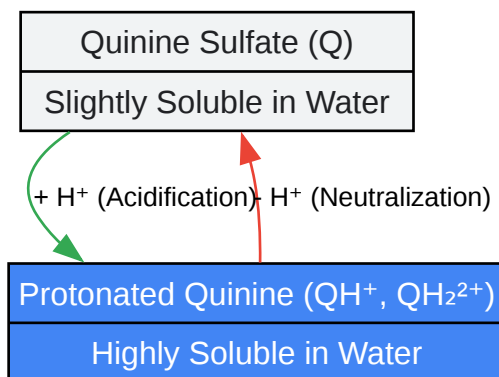 Quinine Sulfate (Q)
Slightly Soluble in Water
+ H⁺ (Acidification)
- H⁺ (Neutralization)
Protonated Quinine (QH⁺, QH₂²⁺)
Highly Soluble in Water